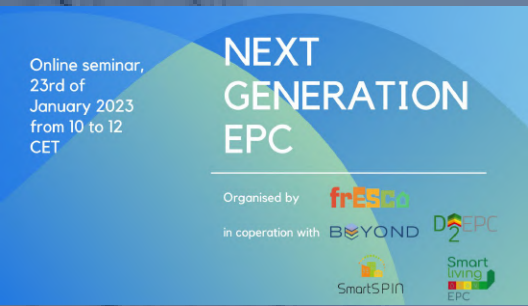 Online seminar,
23rd of
January 2023
from 10 to 12
CET
NEXT
GENERATION
EPC
Organised by
frESCO
in coperation with
BEYOND
D2EPC
SmartSPIN
Smart
living
EPC